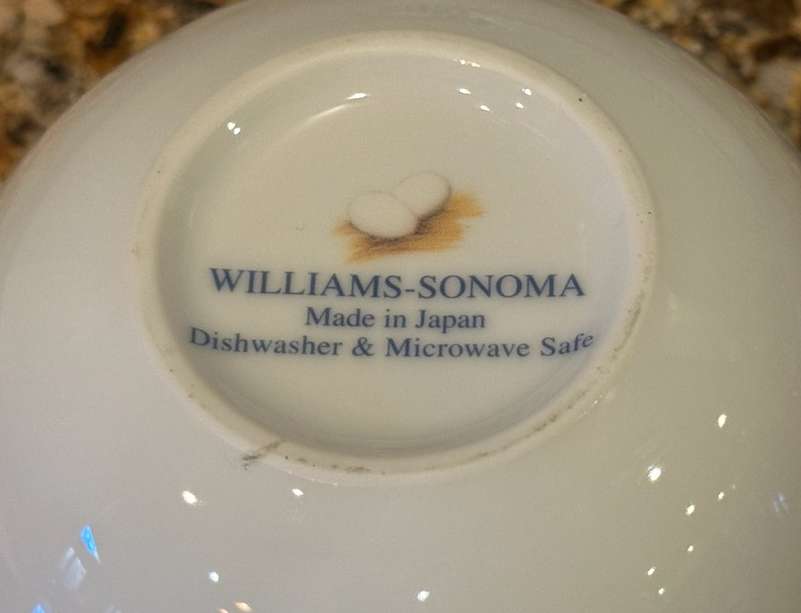 WILLIAMS-SONOMA
Made in Japan
Dishwasher & Microwave Safe